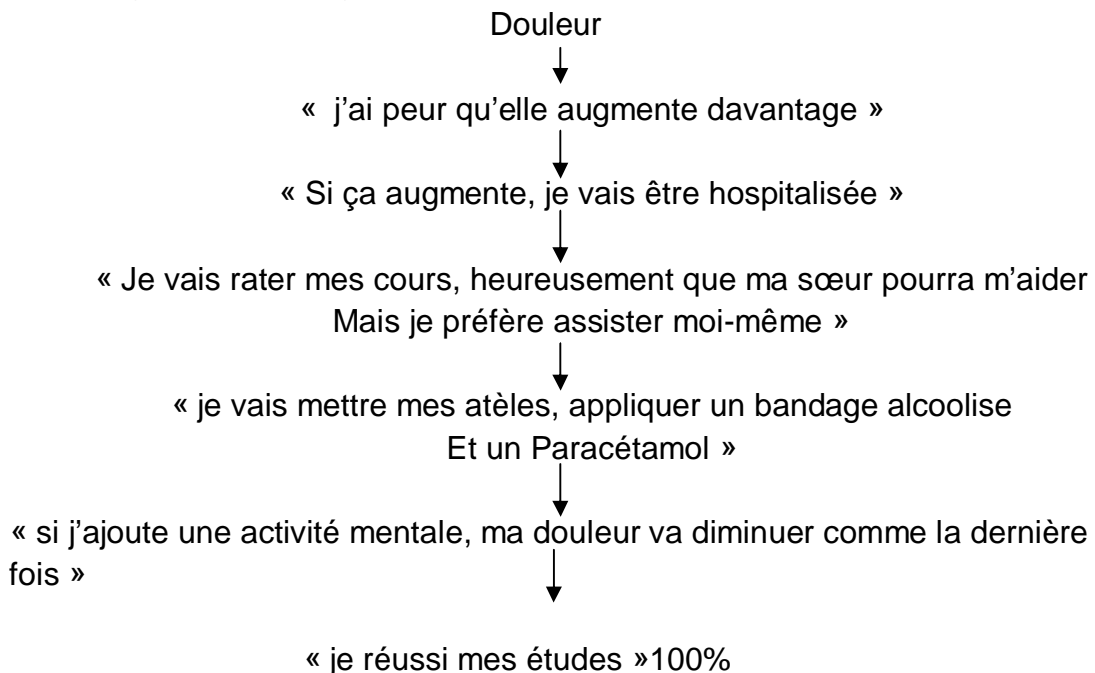 Douleur
« j’ai peur qu’elle augmente davantage »
« Si ça augmente, je vais être hospitalisée »
« Je vais rater mes cours, heureusement que ma sœur pourra m’aider
Mais je préfère assister moi-même »
« je vais mettre mes atèles, appliquer un bandage alcoolise
Et un Paracétamol »
« si j’ajoute une activité mentale, ma douleur va diminuer comme la dernière
fois »
« je réussi mes études »100%